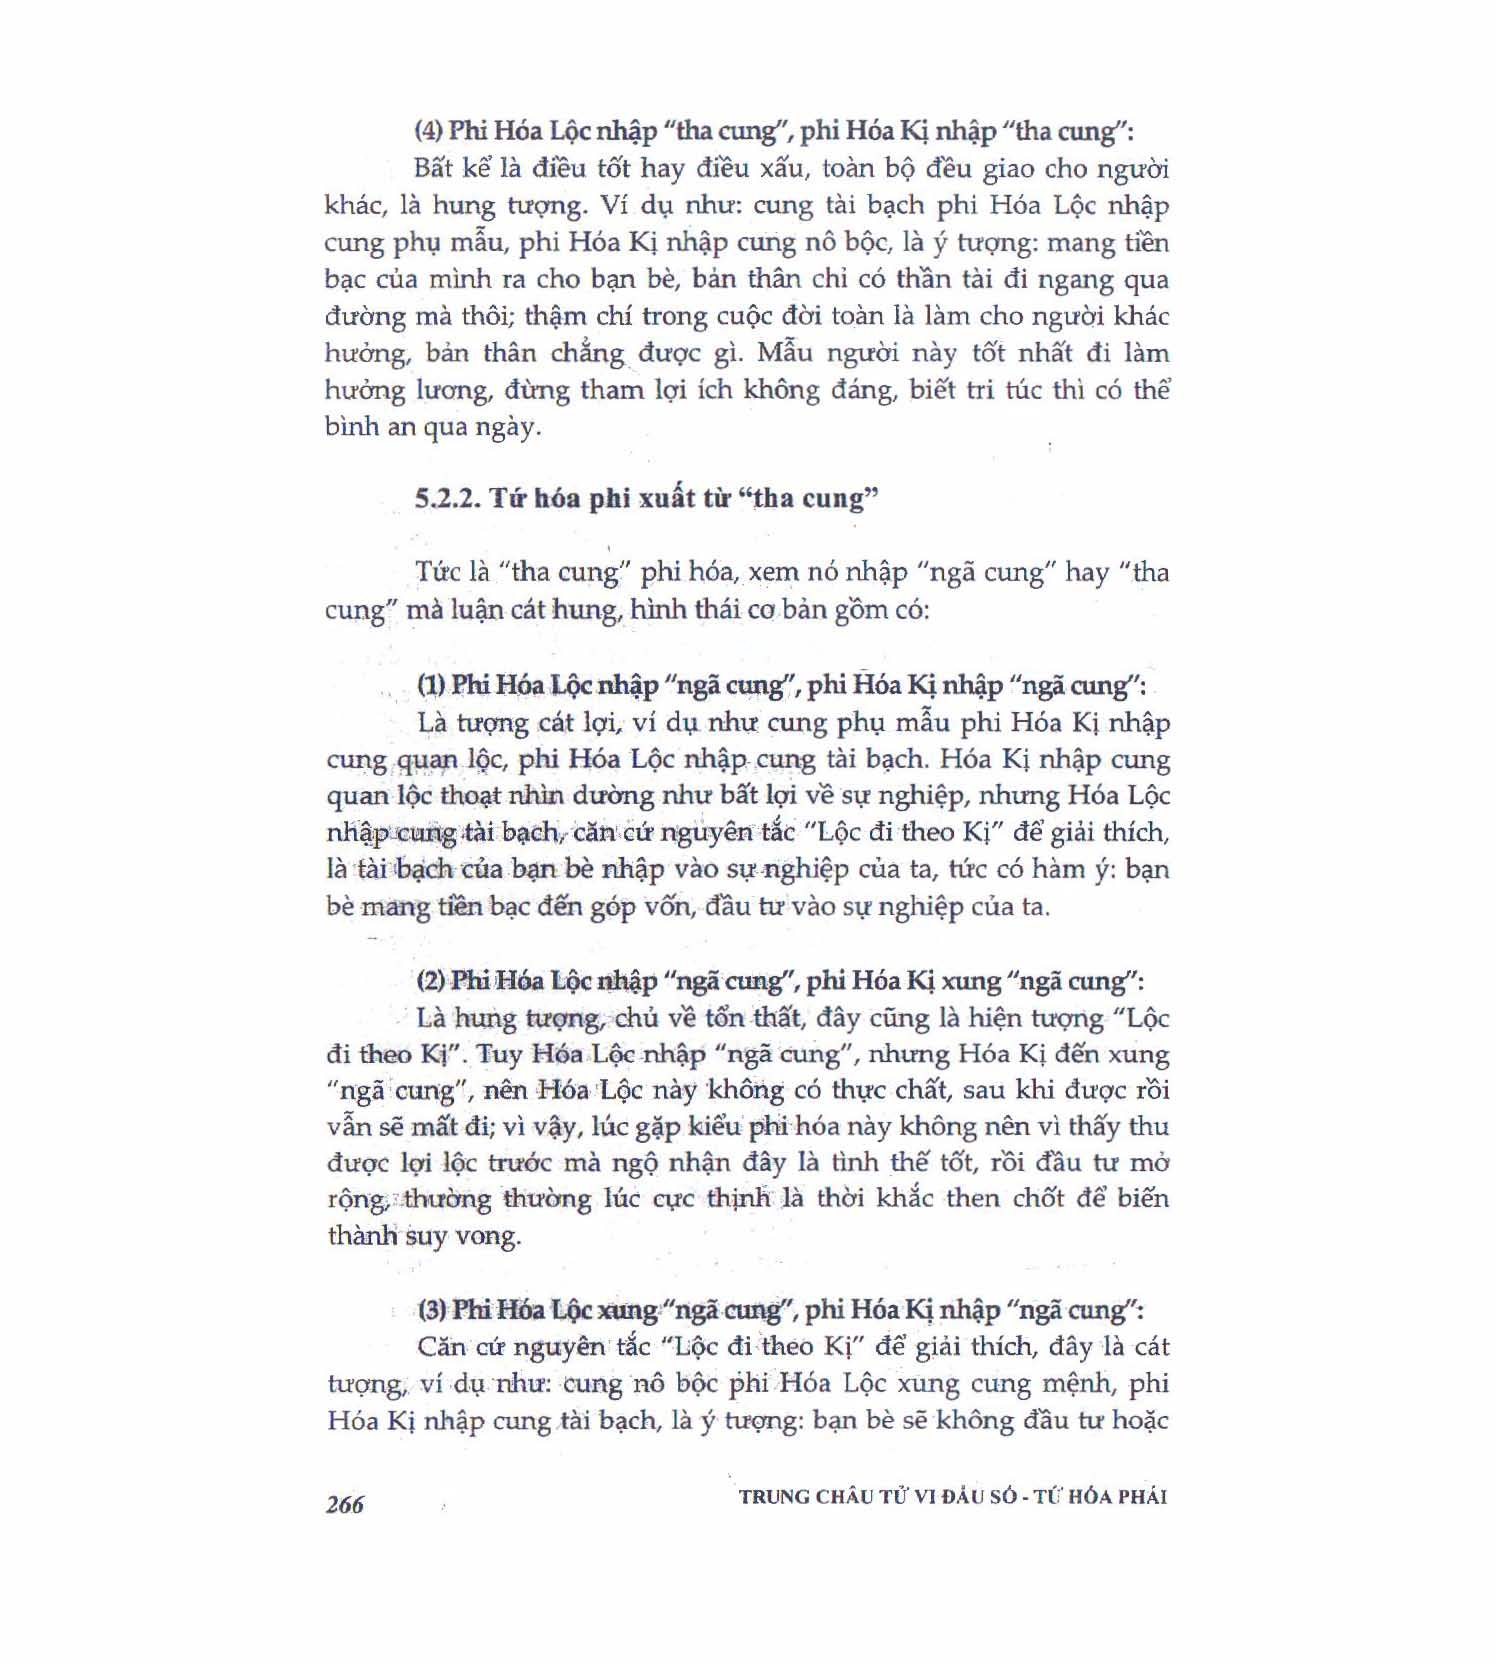 (4) Phi Hóa Lộc nhập "tha cung", phi Hóa Kị nhập "tha cung":
Bất kể là điều tốt hay điều xấu, toàn bộ đều giao cho người
khác, là hung tượng. Ví dụ như: cung tài bạch phi Hóa Lộc nhập
cung phụ mẫu, phi Hóa Kị nhập cung nô bộc, là ý tượng: mang tiền
bạc của mình ra cho bạn bè, bản thân chỉ có thần tài đi ngang qua
đường mà thôi; thậm chí trong cuộc đời toàn là làm cho người khác
hưởng, bản thân chẳng được gì. Mẫu người này tốt nhất đi làm
hưởng lương, đừng tham lợi ích không đáng, biết tri túc thì có thể
bình an qua ngày.
5.2.2. Tứ hóa phi xuất từ “tha cung”
Tức là "tha cung" phi hóa, xem nó nhập "ngã cung" hay "tha
cung" mà luận cát hung, hình thái cơ bản gồm có:
(1) Phi Hóa Lộc nhập "ngã cung", phi Hóa Kị nhập "ngã cung":
Là tượng cát lợi, ví dụ như cung phụ mẫu phi Hóa Kị nhập
cung quan lộc, phi Hóa Lộc nhập cung tài bạch. Hóa Kị nhập cung
quan lộc thoạt nhìn dường như bất lợi về sự nghiệp, nhưng Hóa Lộc
nhập cung tài bạch, căn cứ nguyên tắc "Lộc đi theo Kị" để giải thích,
là tài bạch của bạn bè nhập vào sự nghiệp của ta, tức có hàm ý: bạn
bè mang tiền bạc đến góp vốn, đầu tư vào sự nghiệp của ta.
(2) Phi Hóa Lộc nhập "ngã cung", phi Hóa Kị xung "ngã cung":
Là hung tượng, chủ về tổn thất, đây cũng là hiện tượng "Lộc
đi theo Kị". Tuy Hóa Lộc nhập "ngã cung", nhưng Hóa Kị đến xung
"ngã cung", nên Hóa Lộc này không có thực chất, sau khi được rồi
vẫn sẽ mất đi; vì vậy, lúc gặp kiểu phi hóa này không nên vì thấy thu
được lợi lộc trước mà ngộ nhận đây là tình thế tốt, rồi đầu tư mở
rộng, thường thường lúc cực thịnh là thời khắc then chốt để biến
thành suy vong.
(3) Phi Hóa Lộc xung "ngã cung", phi Hóa Kị nhập "ngã cung":
Căn cứ nguyên tắc "Lộc đi theo Kị" để giải thích, đây là cát
tượng, ví dụ như: cung nô bộc phi Hóa Lộc xung cung mệnh, phi
Hóa Kị nhập cung tài bạch, là ý tượng: bạn bè sẽ không đầu tư hoặc
266
TRUNG CHÂU TỬ VI ĐẨU SỐ - TỨ HÓA PHÁI